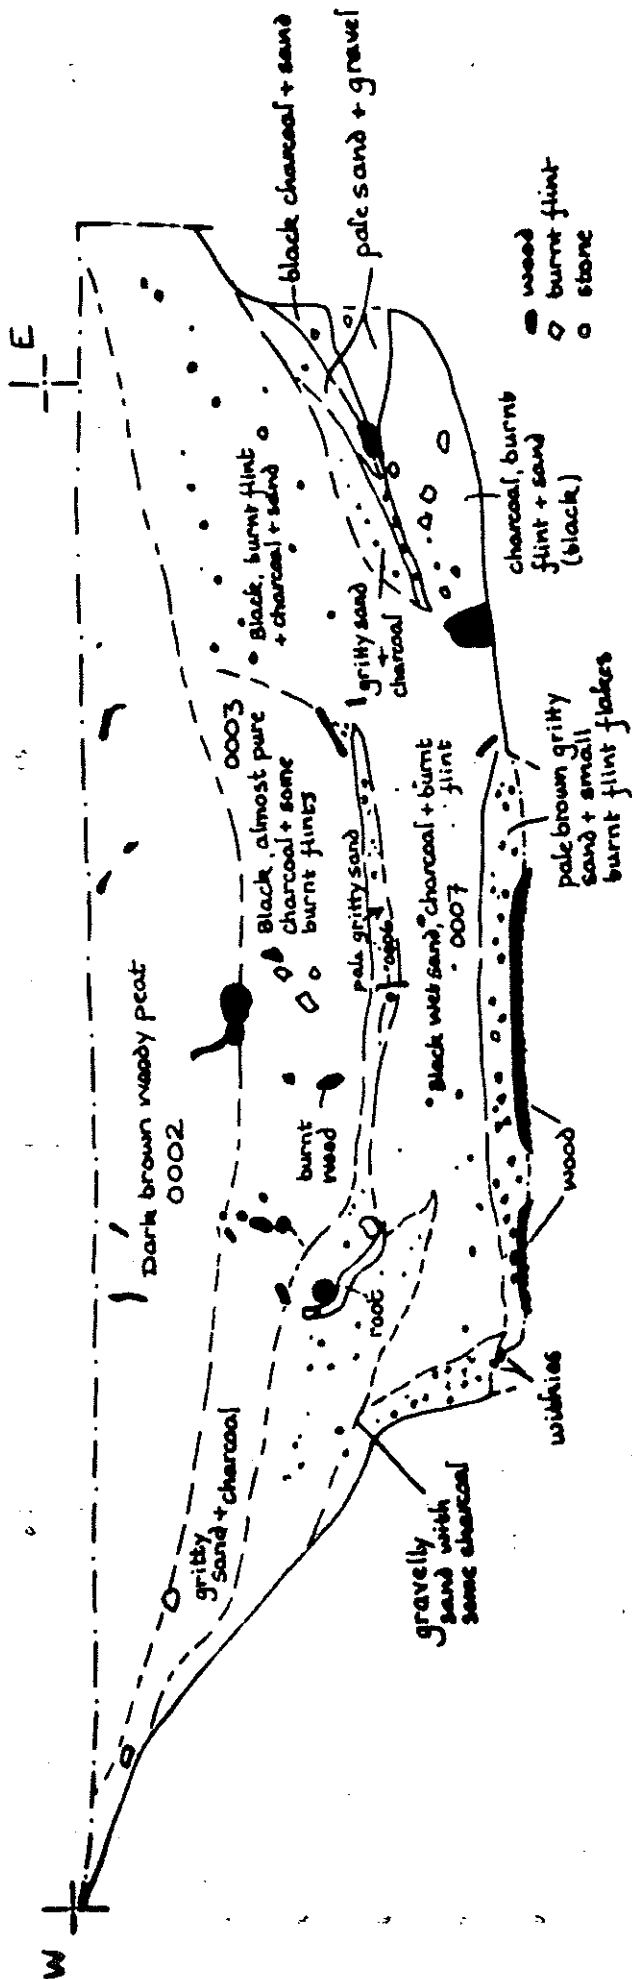 W
E
Dark brown woody peat
0002
gritty
sand + charcoal
0003
Black, almost pure
charcoal + some
burnt flints
Black, burnt flint
+ charcoal + sand
black charcoal + sand
pale sand + gravel
burnt
wood
root
pale gritty sand
0006
gritty sand
+
charcoal
Black wet sand, charcoal + burnt
flint
0007
gravelly
sand with
some charcoal
withies
wood
pale brown gritty
sand + small
burnt flint flakes
charcoal, burnt
flint + sand
(black)
wood
burnt flint
stone